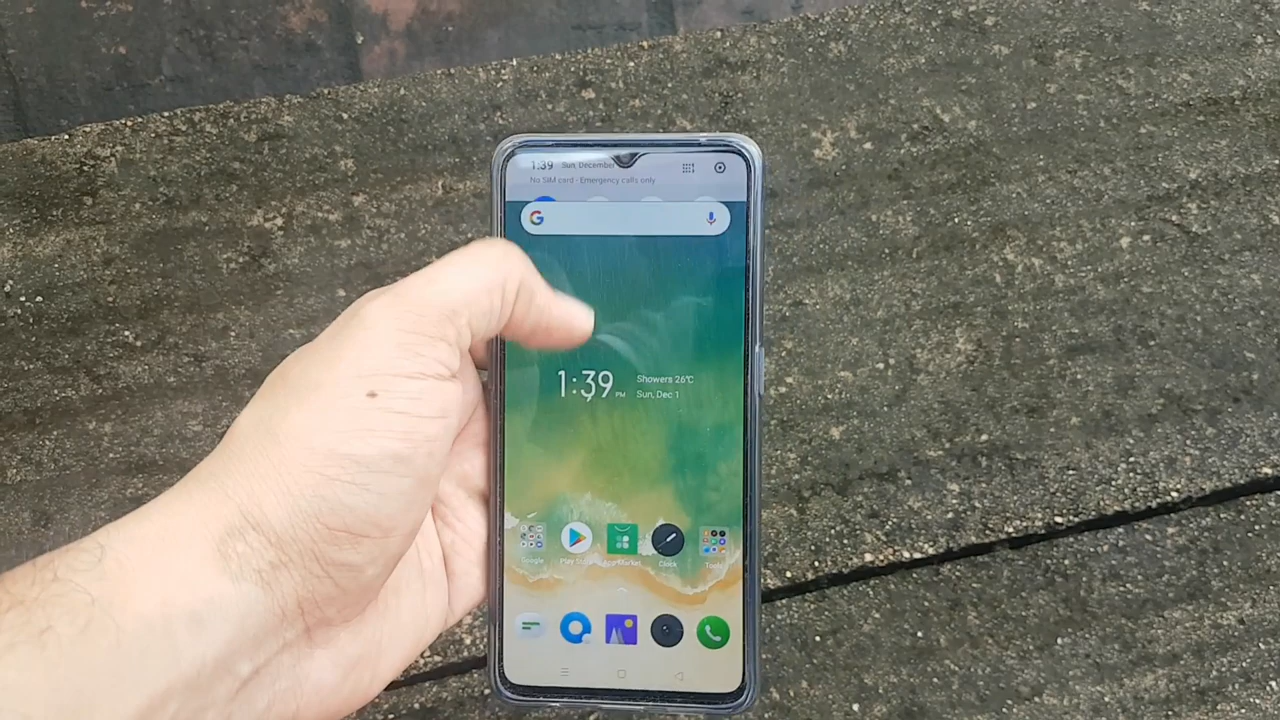 1:39 Sun, December
No SIM card - Emergency calls only
G
1:39 PM
Showers 26°C
Sun, Dec 1
Google Play Store App Market Clock Tools